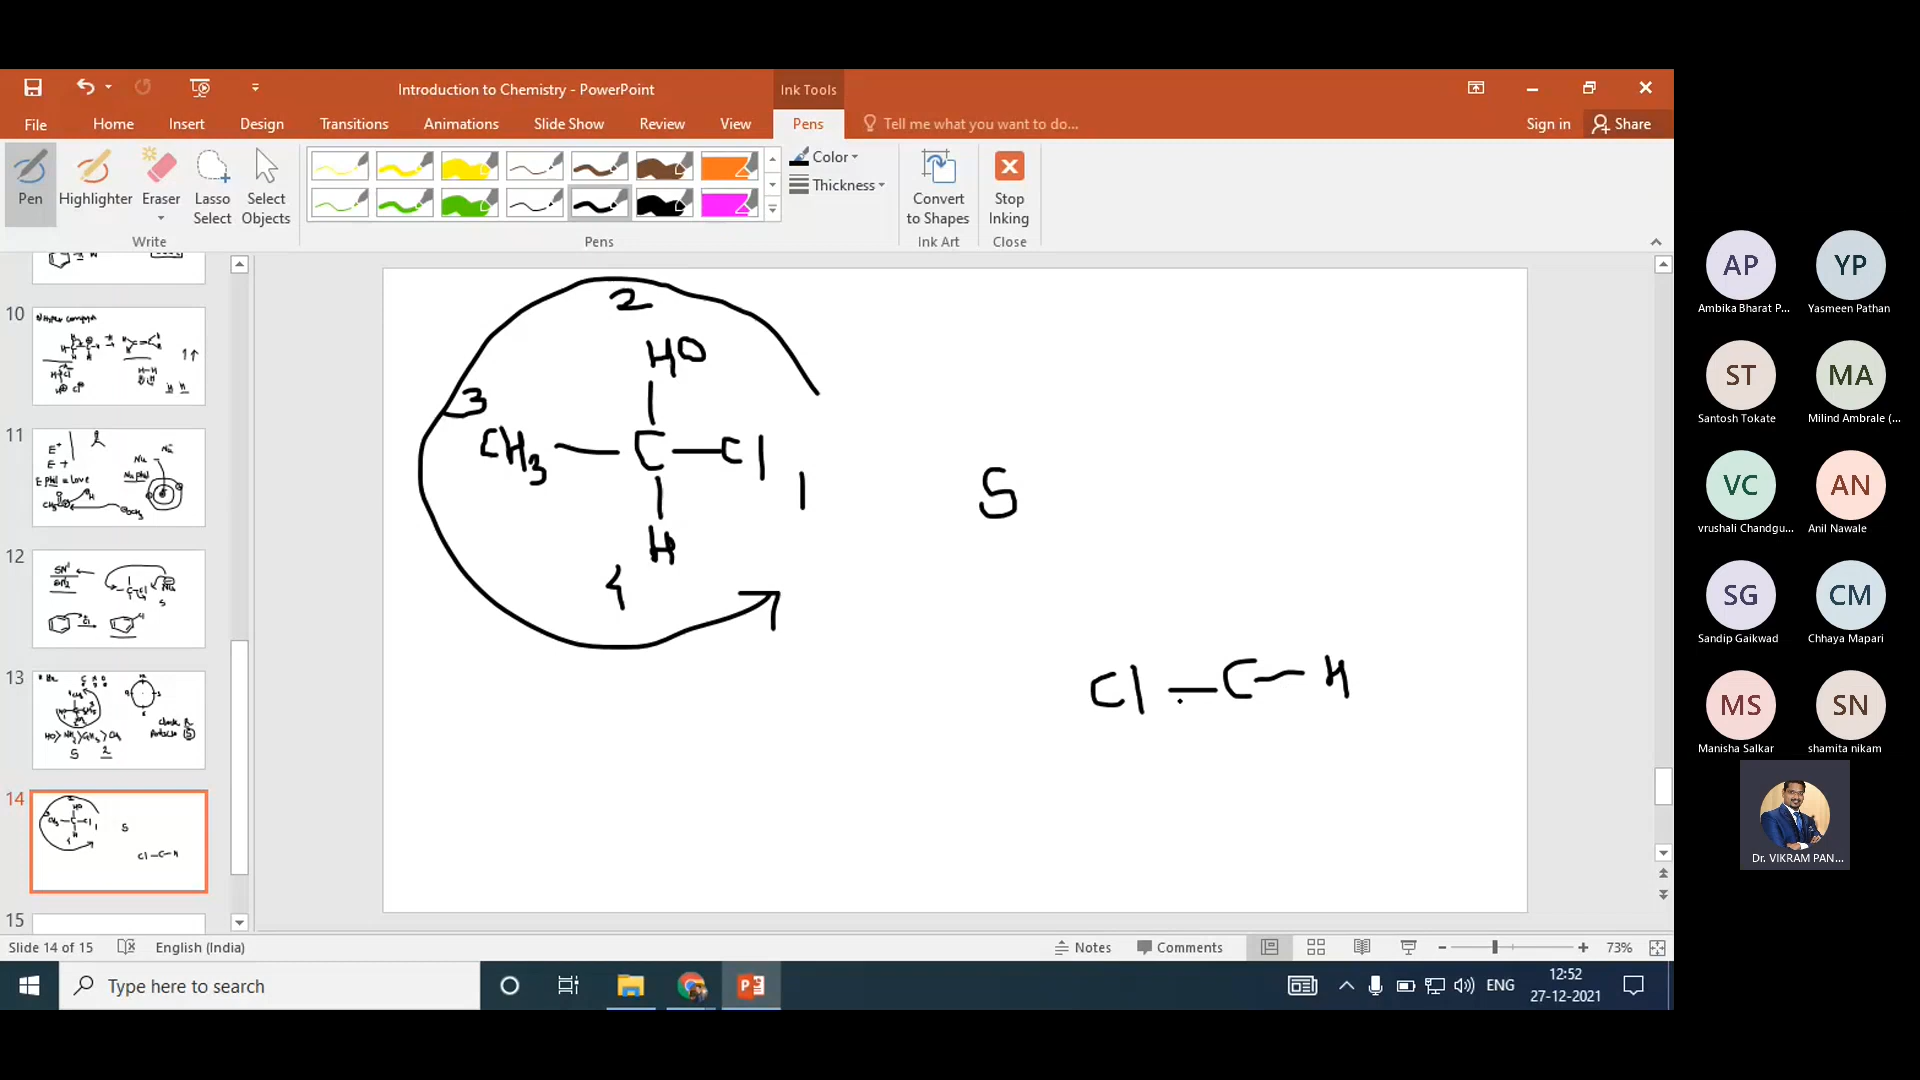 Introduction to Chemistry - PowerPoint
Ink Tools
File Home Insert Design Transitions Animations Slide Show Review View Pens Tell me what you want to do... Sign in Share
Pen Highlighter Eraser Lasso Select Select Objects
Color
Thickness
Convert to Shapes
Stop Inking
Write Pens Ink Art Close
10
11
12
13
14
15
2
HO
3
CH3 — C — Cl
1
H
4
S
Cl — C — H
Slide 14 of 15 English (India) Notes Comments 73%
Type here to search
ENG
12:52
27-12-2021
AP
Ambika Bharat P...
YP
Yasmeen Pathan
ST
Santosh Tokate
MA
Milind Ambrale (...
VC
vrushali Chandgu...
AN
Anil Nawale
SG
Sandip Gaikwad
CM
Chhaya Mapari
MS
Manisha Salkar
SN
shamita nikam
Dr. VIKRAM PAN...